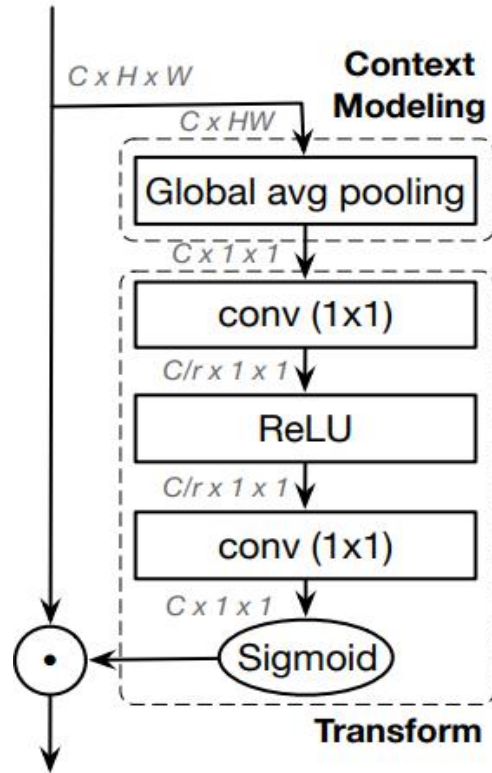 C x H x W
Context
Modeling
C x HW
Global avg pooling
C x 1 x 1
conv (1x1)
C/r x 1 x 1
ReLU
C/r x 1 x 1
conv (1x1)
C x 1 x 1
Sigmoid
Transform